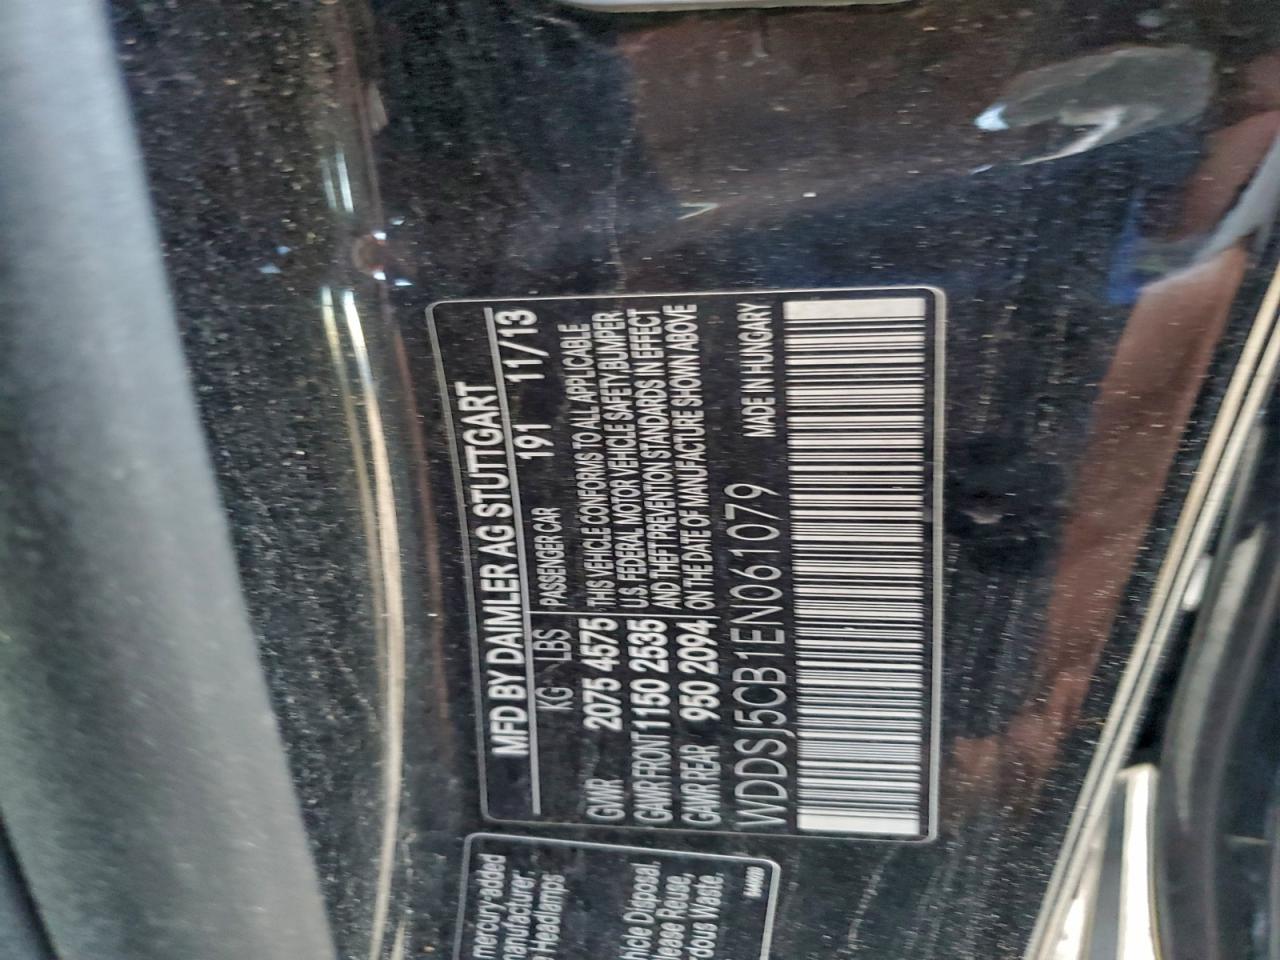 MFD BY DAIMLER AG STUTTGART
KG LBS 191 11/13
PASSENGER CAR
GVWR 2075 4575
GAWR FRONT 1150 2535
GAWR REAR 950 2094
THIS VEHICLE CONFORMS TO ALL APPLICABLE
U.S. FEDERAL MOTOR VEHICLE SAFETY BUMPER
AND THEFT PREVENTION STANDARDS IN EFFECT
ON THE DATE OF MANUFACTURE SHOWN ABOVE
WDDSJ5CB1EN061079 MADE IN HUNGARY
mercury-added
manufacturer.
Headlamps
hicle Disposal.
lease Reuse,
rdous Waste.